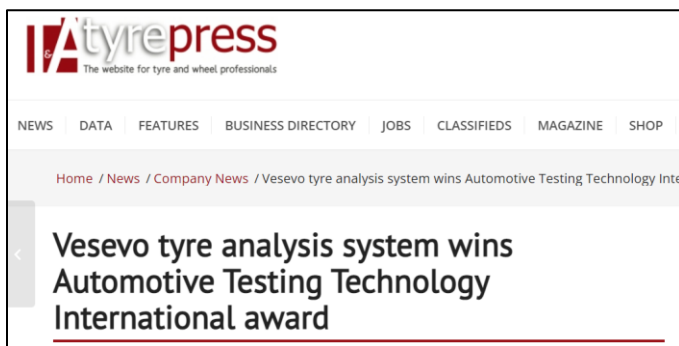 & tyrepress
The website for tyre and wheel professionals
NEWS DATA FEATURES BUSINESS DIRECTORY JOBS CLASSIFIEDS MAGAZINE SHOP
Home / News / Company News / Vesevo tyre analysis system wins Automotive Testing Technology Inte
Vesevo tyre analysis system wins
Automotive Testing Technology
International award